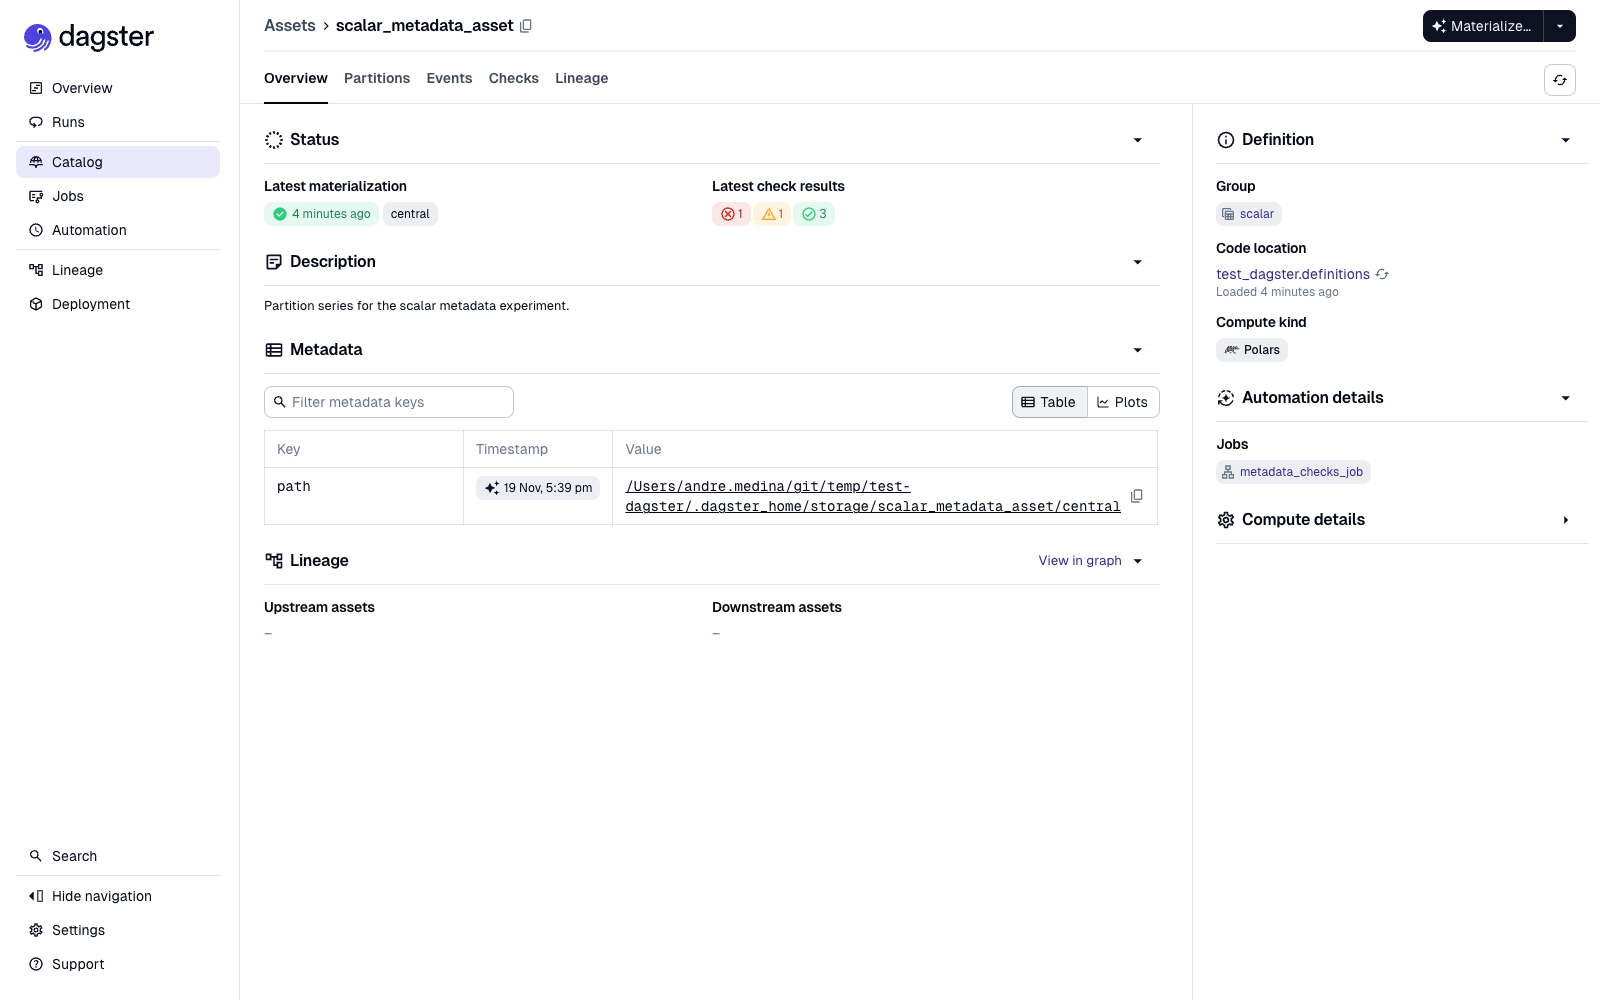 dagster
Overview
Runs
Catalog
Jobs
Automation
Lineage
Deployment
Search
Hide navigation
Settings
Support
Assets › scalar_metadata_asset
Materialize...
Overview Partitions Events Checks Lineage
Status
Latest materialization
4 minutes ago central
Latest check results
1 1 3
Description
Partition series for the scalar metadata experiment.
Metadata
Filter metadata keys
Table Plots
Key Timestamp Value
path 19 Nov, 5:39 pm /Users/andre.medina/git/temp/test-
dagster/.dagster_home/storage/scalar_metadata_asset/central
Lineage View in graph
Upstream assets
–
Downstream assets
–
Definition
Group
scalar
Code location
test_dagster.definitions
Loaded 4 minutes ago
Compute kind
Polars
Automation details
Jobs
metadata_checks_job
Compute details